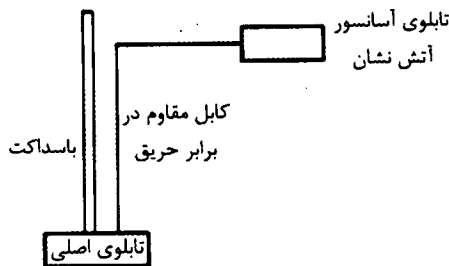 تابلوی آسانسور
آتش نشان
کابل مقاوم در
برابر حریق
باسداکت
تابلوی اصلی